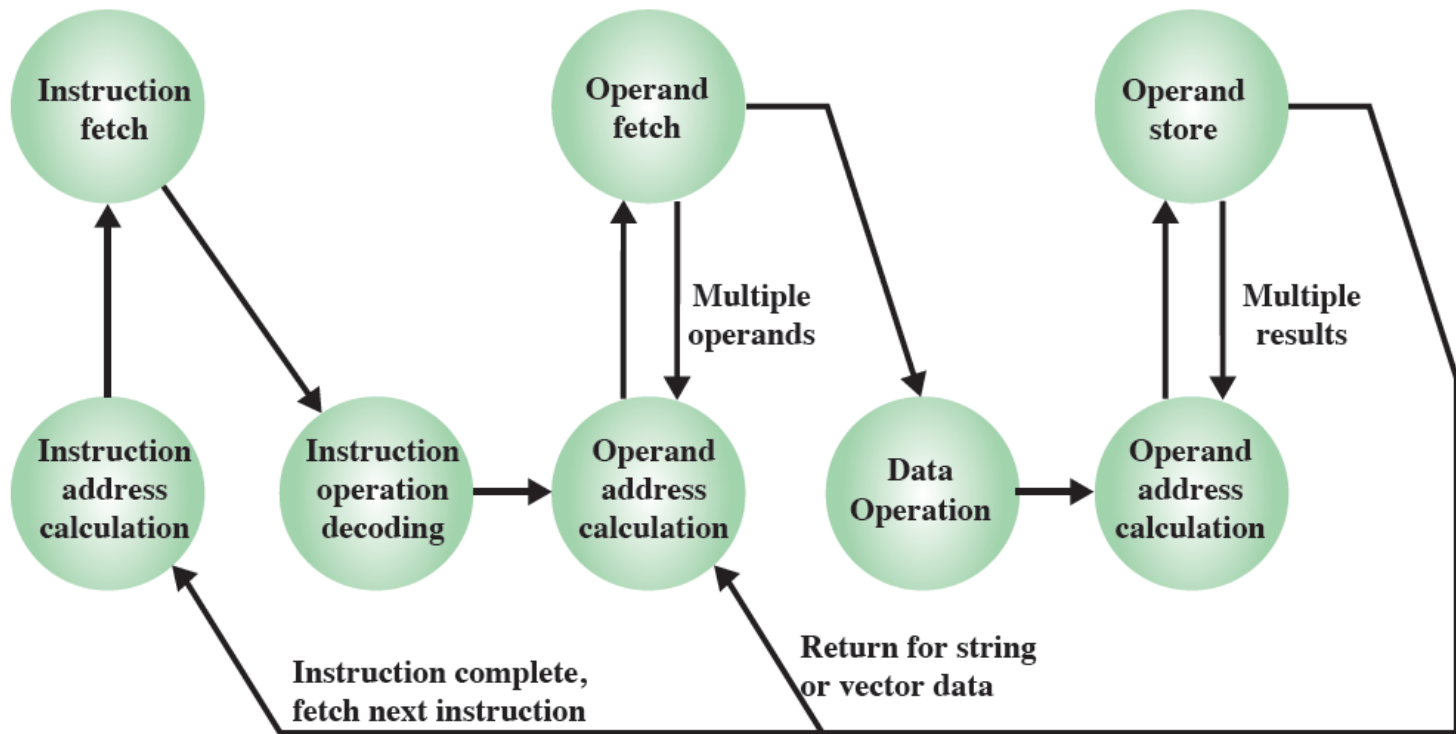 Instruction
fetch
Operand
fetch
Operand
store
Multiple
operands
Multiple
results
Instruction
address
calculation
Instruction
operation
decoding
Operand
address
calculation
Data
Operation
Operand
address
calculation
Instruction complete,
fetch next instruction
Return for string
or vector data